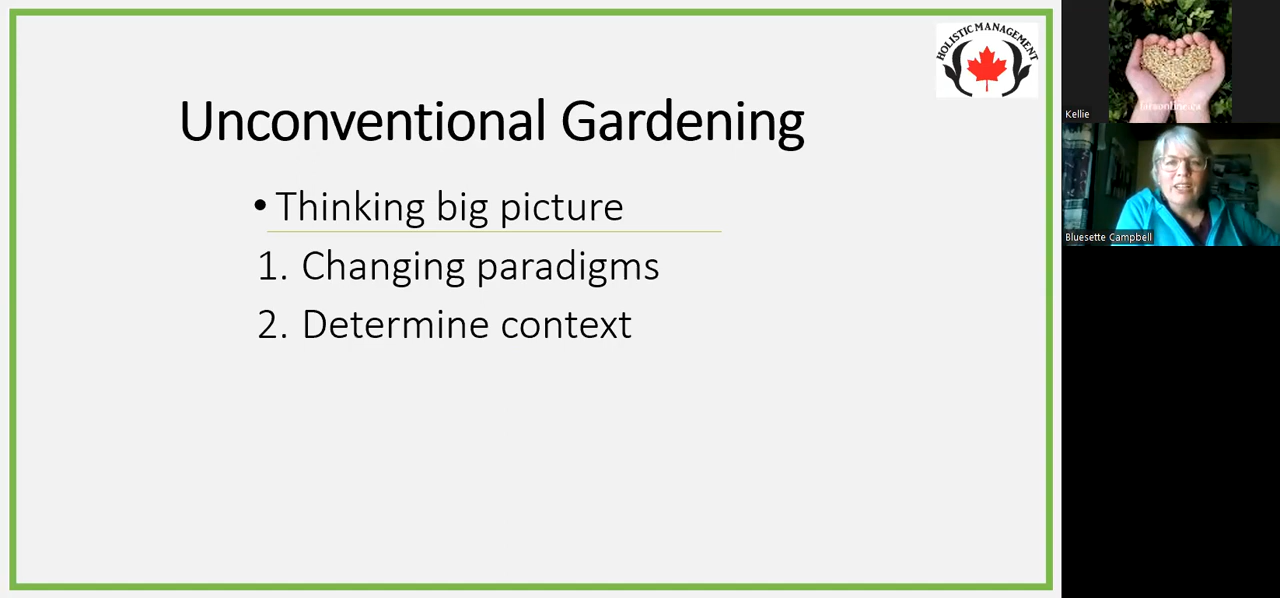 HOLISTIC MANAGEMENT
Unconventional Gardening
• Thinking big picture
1. Changing paradigms
2. Determine context
Kellie
Bluesette Campbell